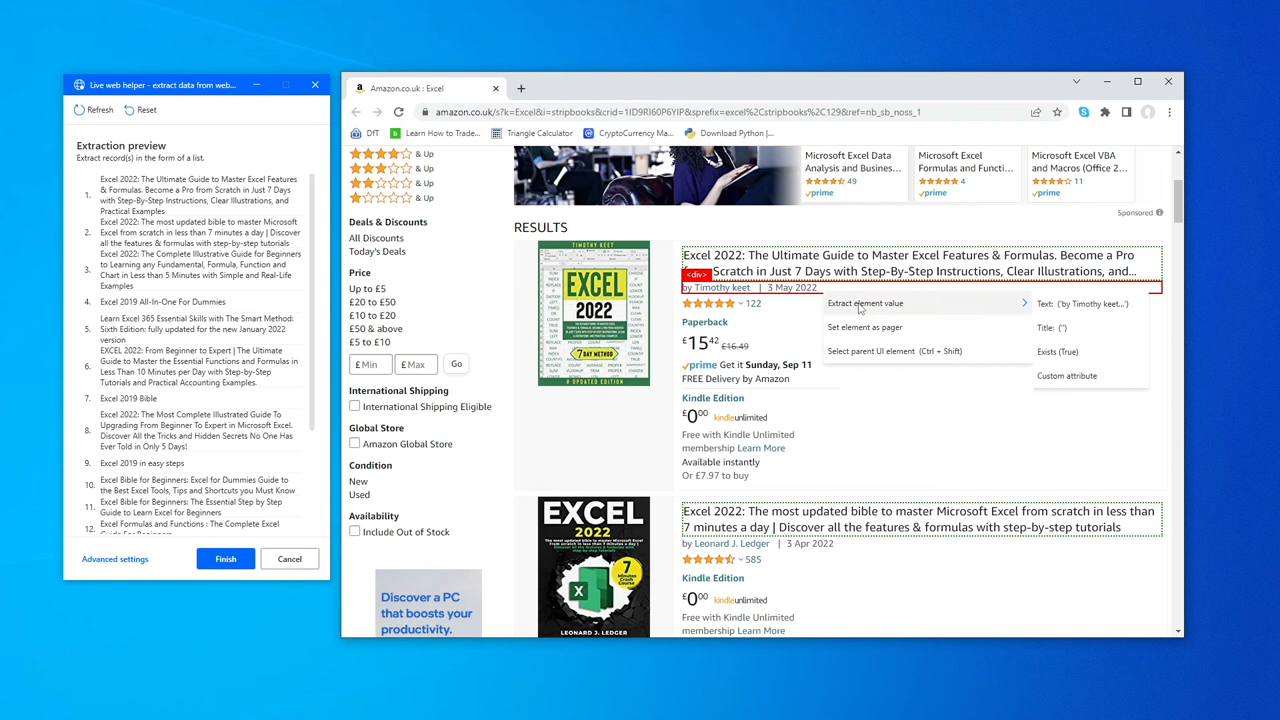 Live web helper - extract data from web...
Refresh
Reset
Extraction preview
Extract record(s) in the form of a list.
1.
Excel 2022: The Ultimate Guide to Master Excel Features
& Formulas. Become a Pro from Scratch in Just 7 Days
with Step-By-Step Instructions, Clear Illustrations, and
Practical Examples
2.
Excel 2022: The most updated bible to master Microsoft
Excel from scratch in less than 7 minutes a day | Discover
all the features & formulas with step-by-step tutorials
3.
Excel 2022: The Complete Illustrative Guide for Beginners
to Learning any Fundamental, Formula, Function and
Chart in Less than 5 Minutes with Simple and Real-Life
Examples
4.
Excel 2019 All-In-One For Dummies
5.
Learn Excel 365 Essential Skills with The Smart Method:
Sixth Edition: fully updated for the new January 2022
version
6.
EXCEL 2022: From Beginner to Expert | The Ultimate
Guide to Master the Essential Functions and Formulas in
Less Than 10 Minutes per Day with Step-by-Step
Tutorials and Practical Accounting Examples.
7.
Excel 2019 Bible
8.
Excel 2022: The Most Complete Illustrated Guide To
Upgrading From Beginner To Expert in Microsoft Excel.
Discover All the Tricks and Hidden Secrets No One Has
Ever Told in Only 5 Days!
9.
Excel 2019 in easy steps
10.
Excel Bible for Beginners: Excel for Dummies Guide to
the Best Excel Tools, Tips and Shortcuts you Must Know
11.
Excel Bible for Beginners: The Essential Step by Step
Guide to Learn Excel for Beginners
12.
Excel Formulas and Functions : The Complete Excel
Guide For Beginners
Advanced settings
Finish
Cancel
Amazon.co.uk : Excel
amazon.co.uk/s?k=Excel&i=stripbooks&crid=1ID9RI60P6YIP&sprefix=excel%2Cstripbooks%2C129&ref=nb_sb_noss_1
DfT
Learn How to Trade...
Triangle Calculator
CryptoCurrency Ma...
Download Python |...
& Up
& Up
& Up
& Up
Deals & Discounts
All Discounts
Today's Deals
Price
Up to £5
£20 to £50
£10 to £20
£50 & above
£5 to £10
£ Min
£ Max
Go
International Shipping
International Shipping Eligible
Global Store
Amazon Global Store
Condition
New
Used
Availability
Include Out of Stock
Discover a PC
that boosts your
productivity.
Microsoft Excel Data
Analysis and Business...
49
prime
Microsoft Excel
Formulas and Functi...
4
prime
Microsoft Excel VBA
and Macros (Office 2...
11
prime
Sponsored
RESULTS
TIMOTHY KEET
EXCEL
2022
7 DAY METHOD
Excel 2022: The Ultimate Guide to Master Excel Features & Formulas. Become a Pro
Scratch in Just 7 Days with Step-By-Step Instructions, Clear Illustrations, and...
<div>
by Timothy keet | 3 May 2022
122
Paperback
£15.42 £16.49
prime Get it Sunday, Sep 11
FREE Delivery by Amazon
Kindle Edition
£0.00 kindleunlimited
Free with Kindle Unlimited
membership Learn More
Available instantly
Or £7.97 to buy
Extract element value
Set element as pager
Select parent UI element (Ctrl + Shift)
Text: ('by Timothy keet...')
Title: ('')
Exists (True)
Custom attribute
EXCEL
2022
7
Minutes
LEONARD J. LEDGER
Excel 2022: The most updated bible to master Microsoft Excel from scratch in less than
7 minutes a day | Discover all the features & formulas with step-by-step tutorials
by Leonard J. Ledger | 3 Apr 2022
585
Kindle Edition
£0.00 kindleunlimited
Free with Kindle Unlimited
membership Learn More